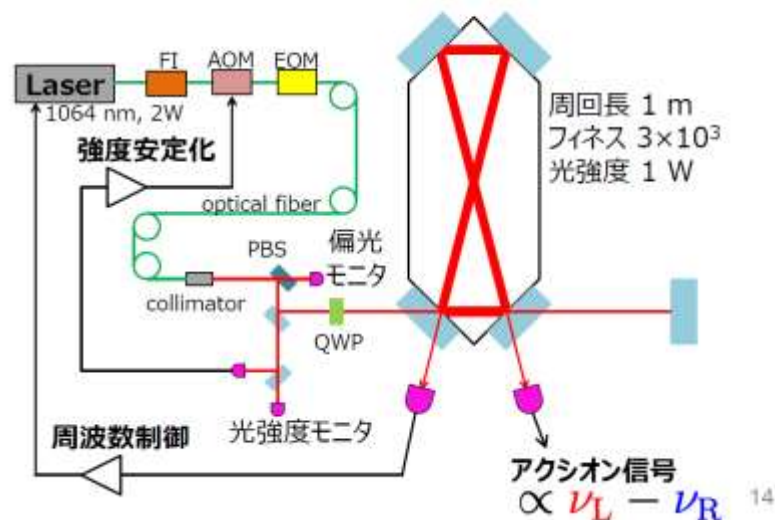 FI AOM EOM
Laser
1064 nm, 2W
強度安定化
optical fiber
PBS
偏光
モニタ
collimator
QWP
光強度モニタ
周波数制御
周回長 1 m
フィネス 3×10³
光強度 1 W
アクシオン信号
∝ ν_L − ν_R
14